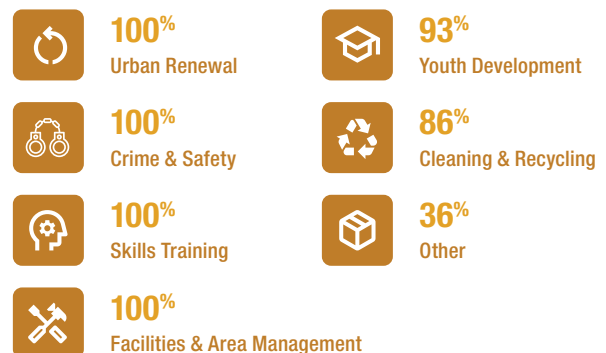 100%
Urban Renewal
100%
Crime & Safety
100%
Skills Training
100%
Facilities & Area Management
93%
Youth Development
86%
Cleaning & Recycling
36%
Other